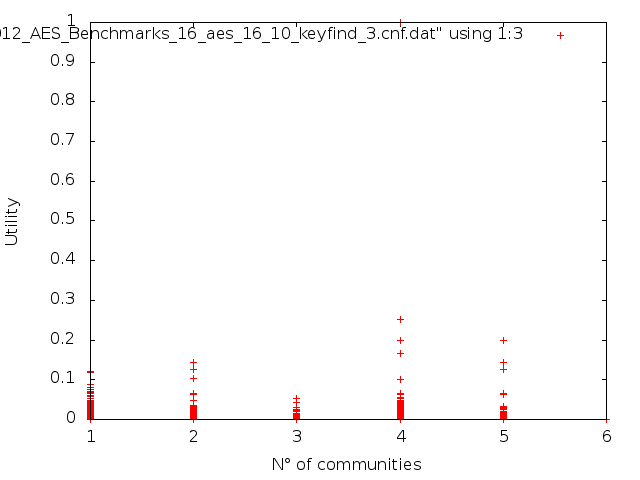 1
012_AES_Benchmarks_16_aes_16_10_keyfind_3.cnf.dat" using 1:3
0.9
0.8
0.7
0.6
0.5
0.4
0.3
0.2
0.1
0
Utility
1 2 3 4 5 6
N° of communities